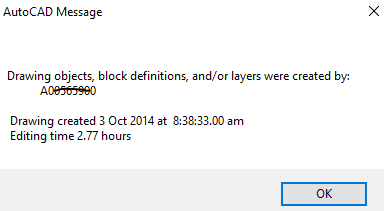 AutoCAD Message
Drawing objects, block definitions, and/or layers were created by:
Drawing created 3 Oct 2014 at 8:38:33.00 am
Editing time 2.77 hours
OK